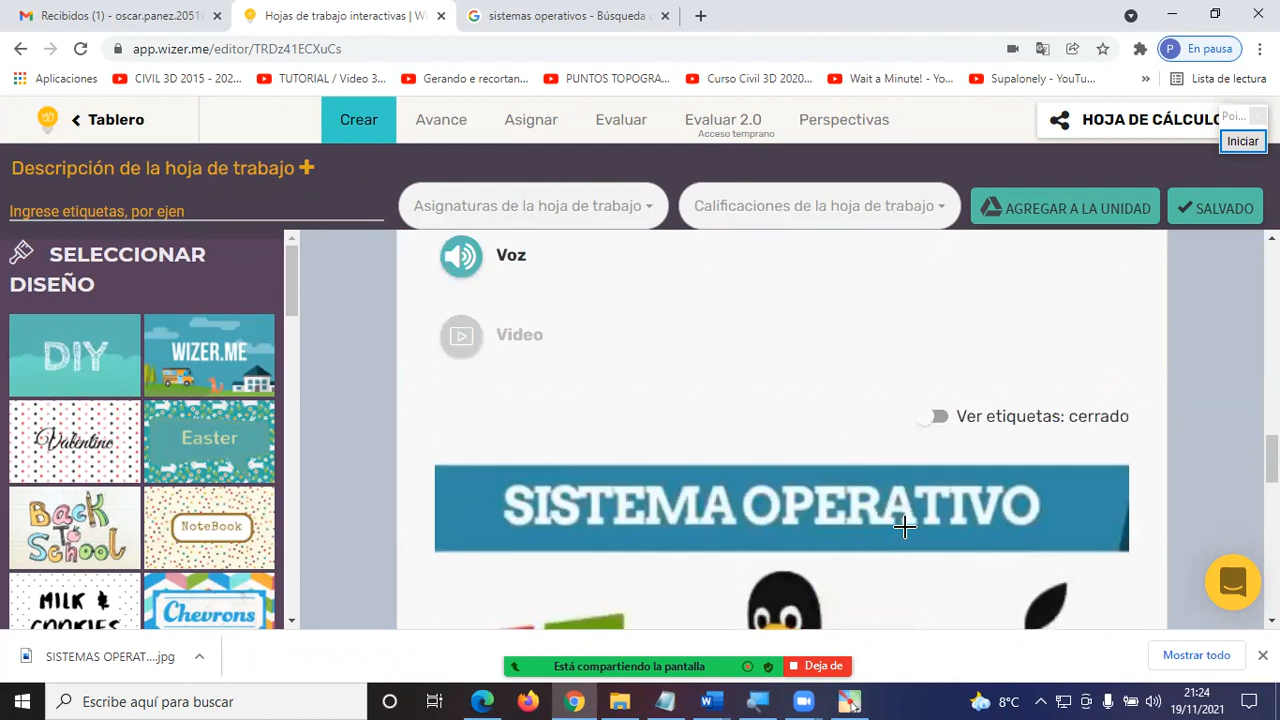 Recibidos (1) - oscar.panez.2051
Hojas de trabajo interactivas | Wi
sistemas operativos - Búsqueda
app.wizer.me/editor/TRDz41ECXuCs
En pausa
Aplicaciones
CIVIL 3D 2015 - 202...
TUTORIAL / Video 3...
Gerando e recortan...
PUNTOS TOPOGRA...
Curso Civil 3D 2020...
Wait a Minute! - Yo...
Supalonely - YouTu...
»
Lista de lectura
Tablero
Crear
Avance
Asignar
Evaluar
Evaluar 2.0
Acceso temprano
Perspectivas
HOJA DE CÁLCULO
Poi...
Iniciar
Descripción de la hoja de trabajo +
Ingrese etiquetas, por ejen
Asignaturas de la hoja de trabajo
Calificaciones de la hoja de trabajo
AGREGAR A LA UNIDAD
SALVADO
SELECCIONAR
DISEÑO
DIY
WIZER.ME
Valentine
Easter
BACK
To
SCHOOL
NoteBook
MILK &
COOKIES
Chevrons
Voz
Video
Ver etiquetas: cerrado
SISTEMA OPERATIVO
SISTEMAS OPERAT....jpg
Mostrar todo
Está compartiendo la pantalla
Deja de
Escribe aquí para buscar
8°C
21:24
19/11/2021